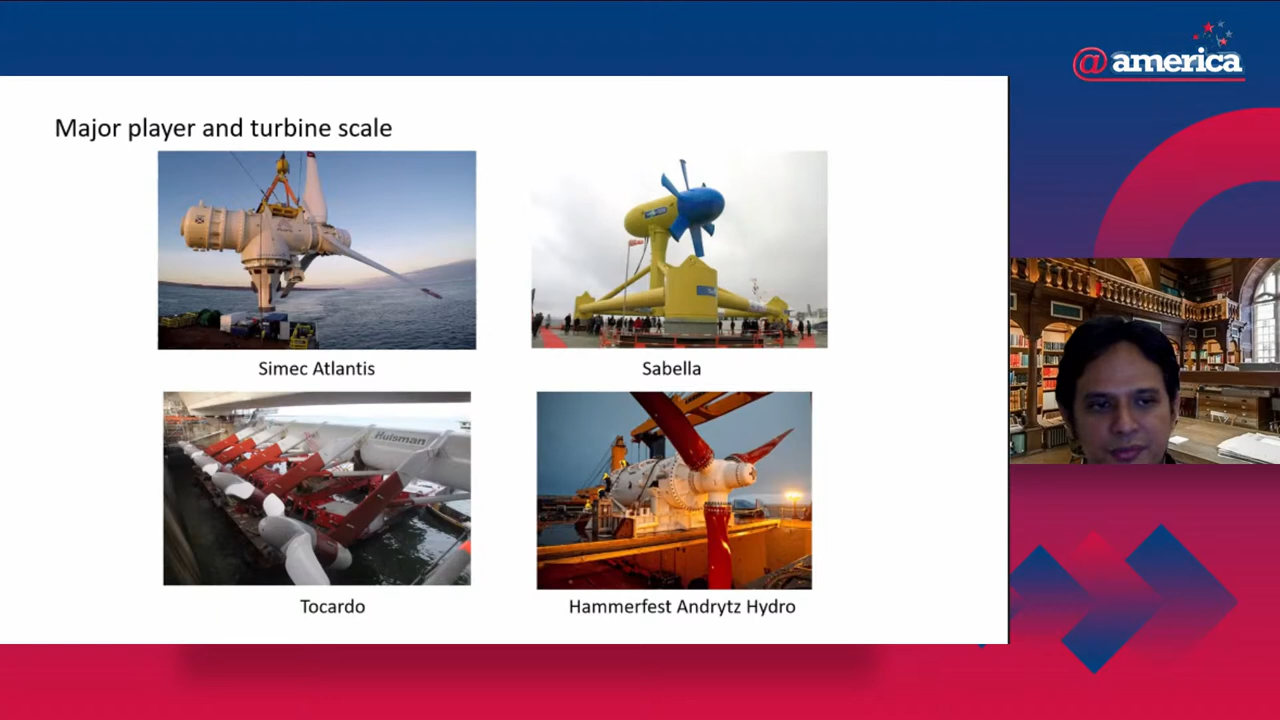 @america
Major player and turbine scale
Simec Atlantis
Sabella
Huisman
Tocardo
Hammerfest Andrytz Hydro